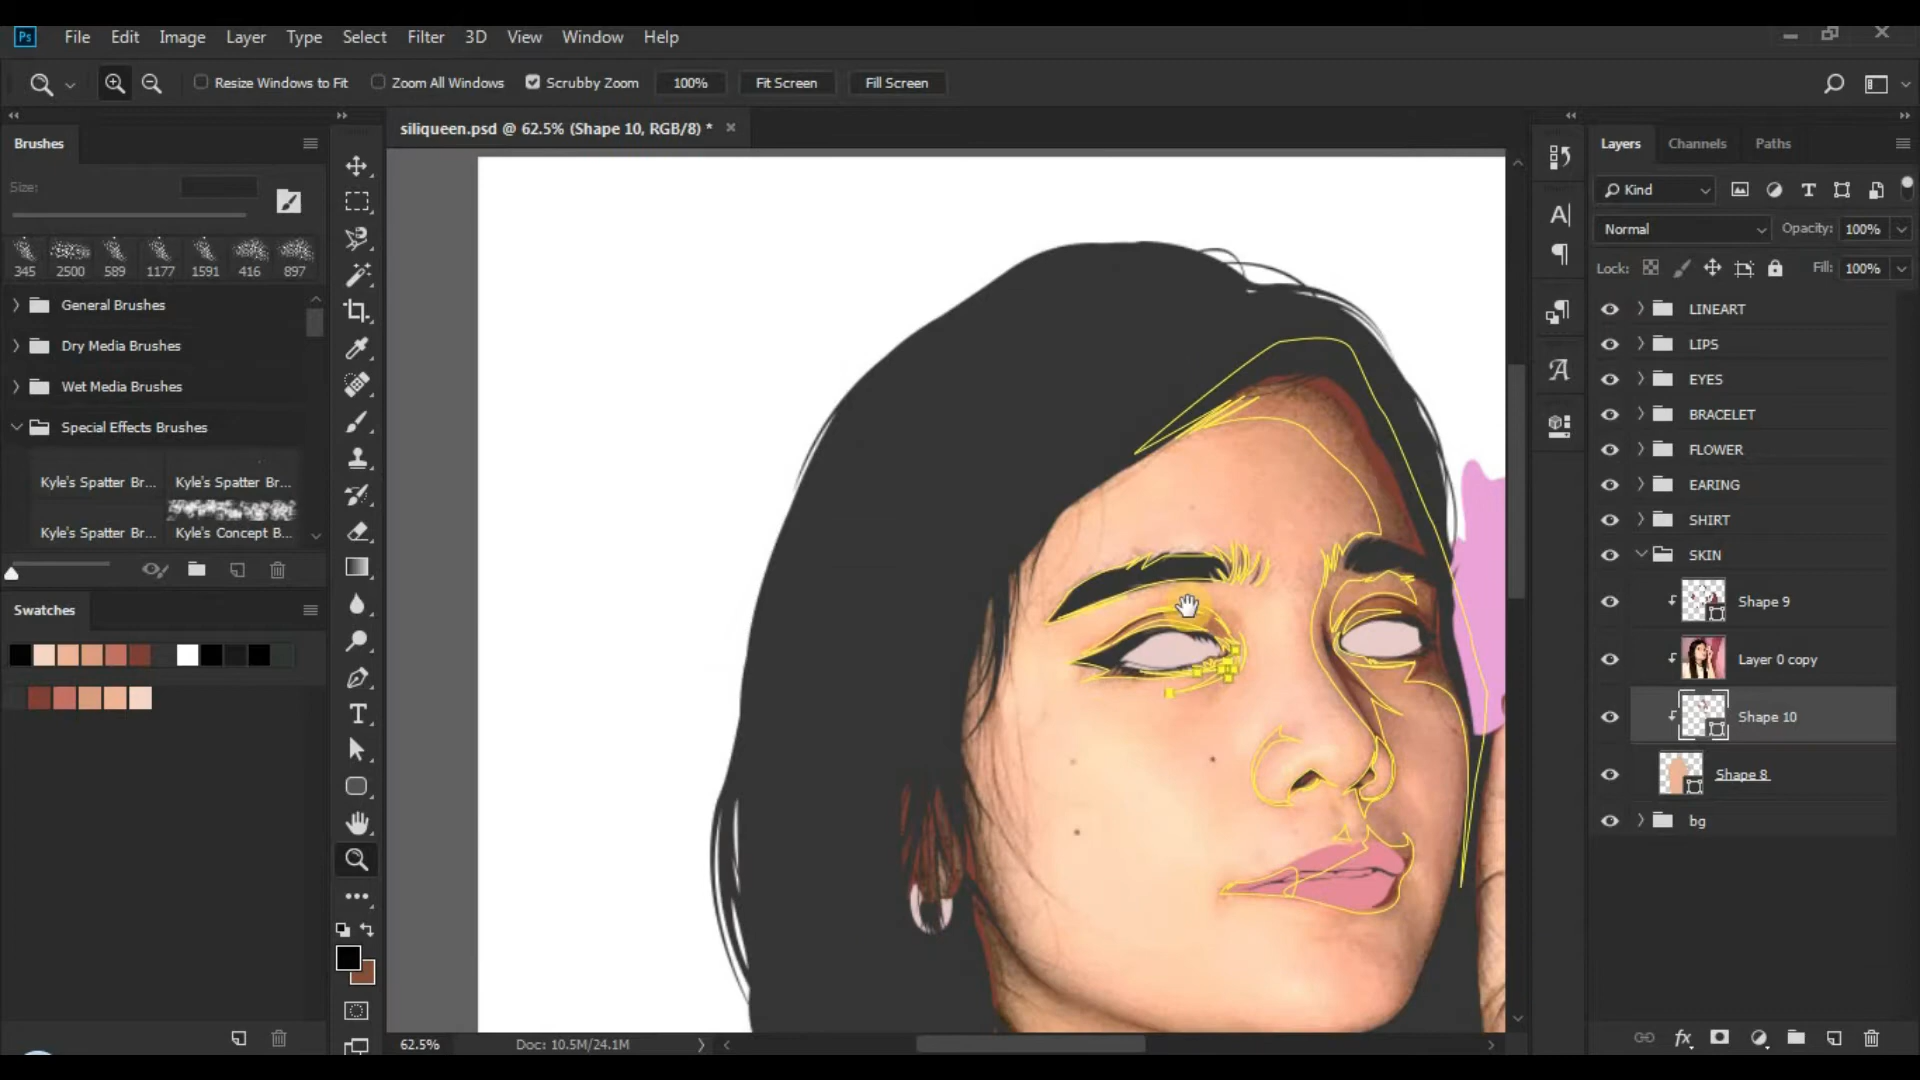 Ps File Edit Image Layer Type Select Filter 3D View Window Help
Resize Windows to Fit Zoom All Windows Scrubby Zoom 100% Fit Screen Fill Screen
siliqueen.psd @ 62.5% (Shape 10, RGB/8) *
Brushes
Size:
345 2500 589 1177 1591 416 897
General Brushes
Dry Media Brushes
Wet Media Brushes
Special Effects Brushes
Kyle's Spatter Br... Kyle's Spatter Br...
Kyle's Spatter Br... Kyle's Concept B...
Swatches
62.5% Doc: 10.5M/24.1M
Layers Channels Paths
Kind
Normal Opacity: 100%
Lock: Fill: 100%
LINEART
LIPS
EYES
BRACELET
FLOWER
EARING
SHIRT
SKIN
Shape 9
Layer 0 copy
Shape 10
Shape 8
bg